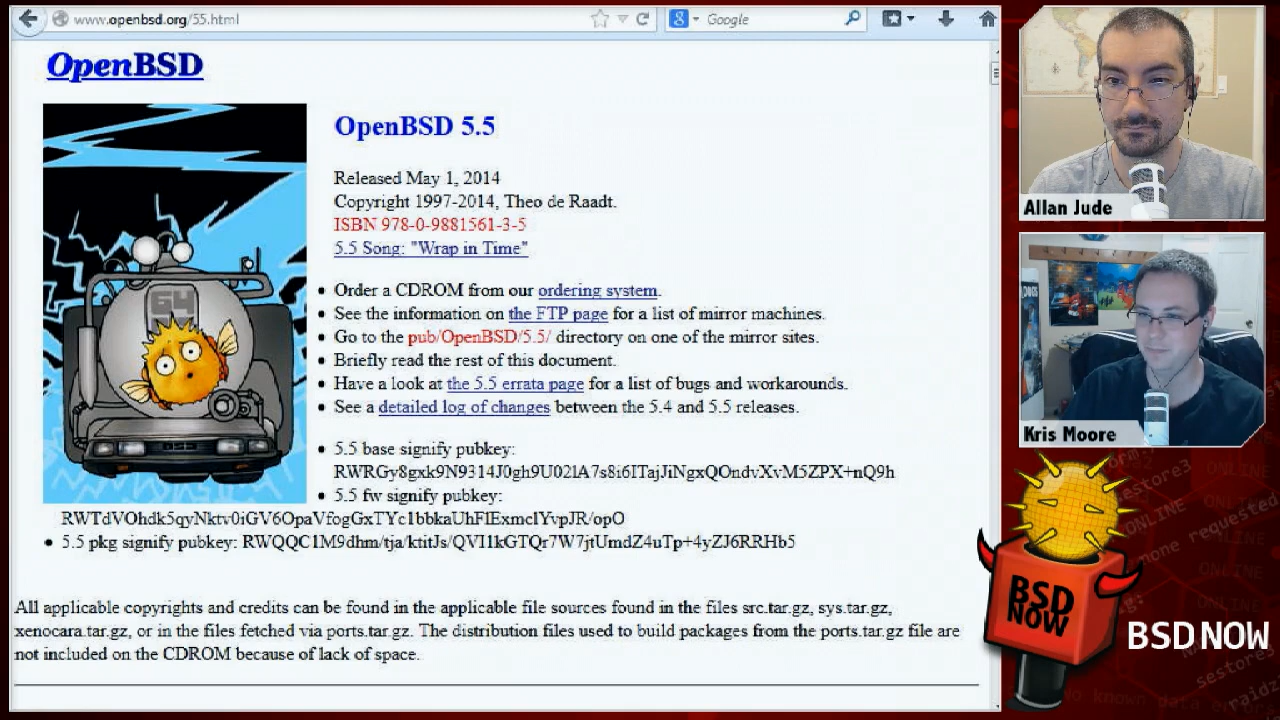 www.openbsd.org/55.html
Google
OpenBSD
OpenBSD 5.5
Released May 1, 2014
Copyright 1997-2014, Theo de Raadt.
ISBN 978-0-9881561-3-5
5.5 Song: "Wrap in Time"
Order a CDROM from our ordering system.
See the information on the FTP page for a list of mirror machines.
Go to the pub/OpenBSD/5.5/ directory on one of the mirror sites.
Briefly read the rest of this document.
Have a look at the 5.5 errata page for a list of bugs and workarounds.
See a detailed log of changes between the 5.4 and 5.5 releases.
5.5 base signify pubkey:
RWRGy8gxk9N9314J0gh9U02lA7s8i6ITajJiNgxQOndvXvM5ZPX+nQ9h
5.5 fw signify pubkey:
RWTdVOhdk5qyNktv0iGV6OpaVfogGxTYc1bbkaUhFlExmclYvpJR/opO
5.5 pkg signify pubkey: RWQQC1M9dhm/tja/ktitJs/QVI1kGTQr7W7jtUmdZ4uTp+4yZJ6RRHb5
All applicable copyrights and credits can be found in the applicable file sources found in the files src.tar.gz, sys.tar.gz,
xenocara.tar.gz, or in the files fetched via ports.tar.gz. The distribution files used to build packages from the ports.tar.gz file are
not included on the CDROM because of lack of space.
64
Allan Jude
Kris Moore
BSD
NOW
BSD NOW